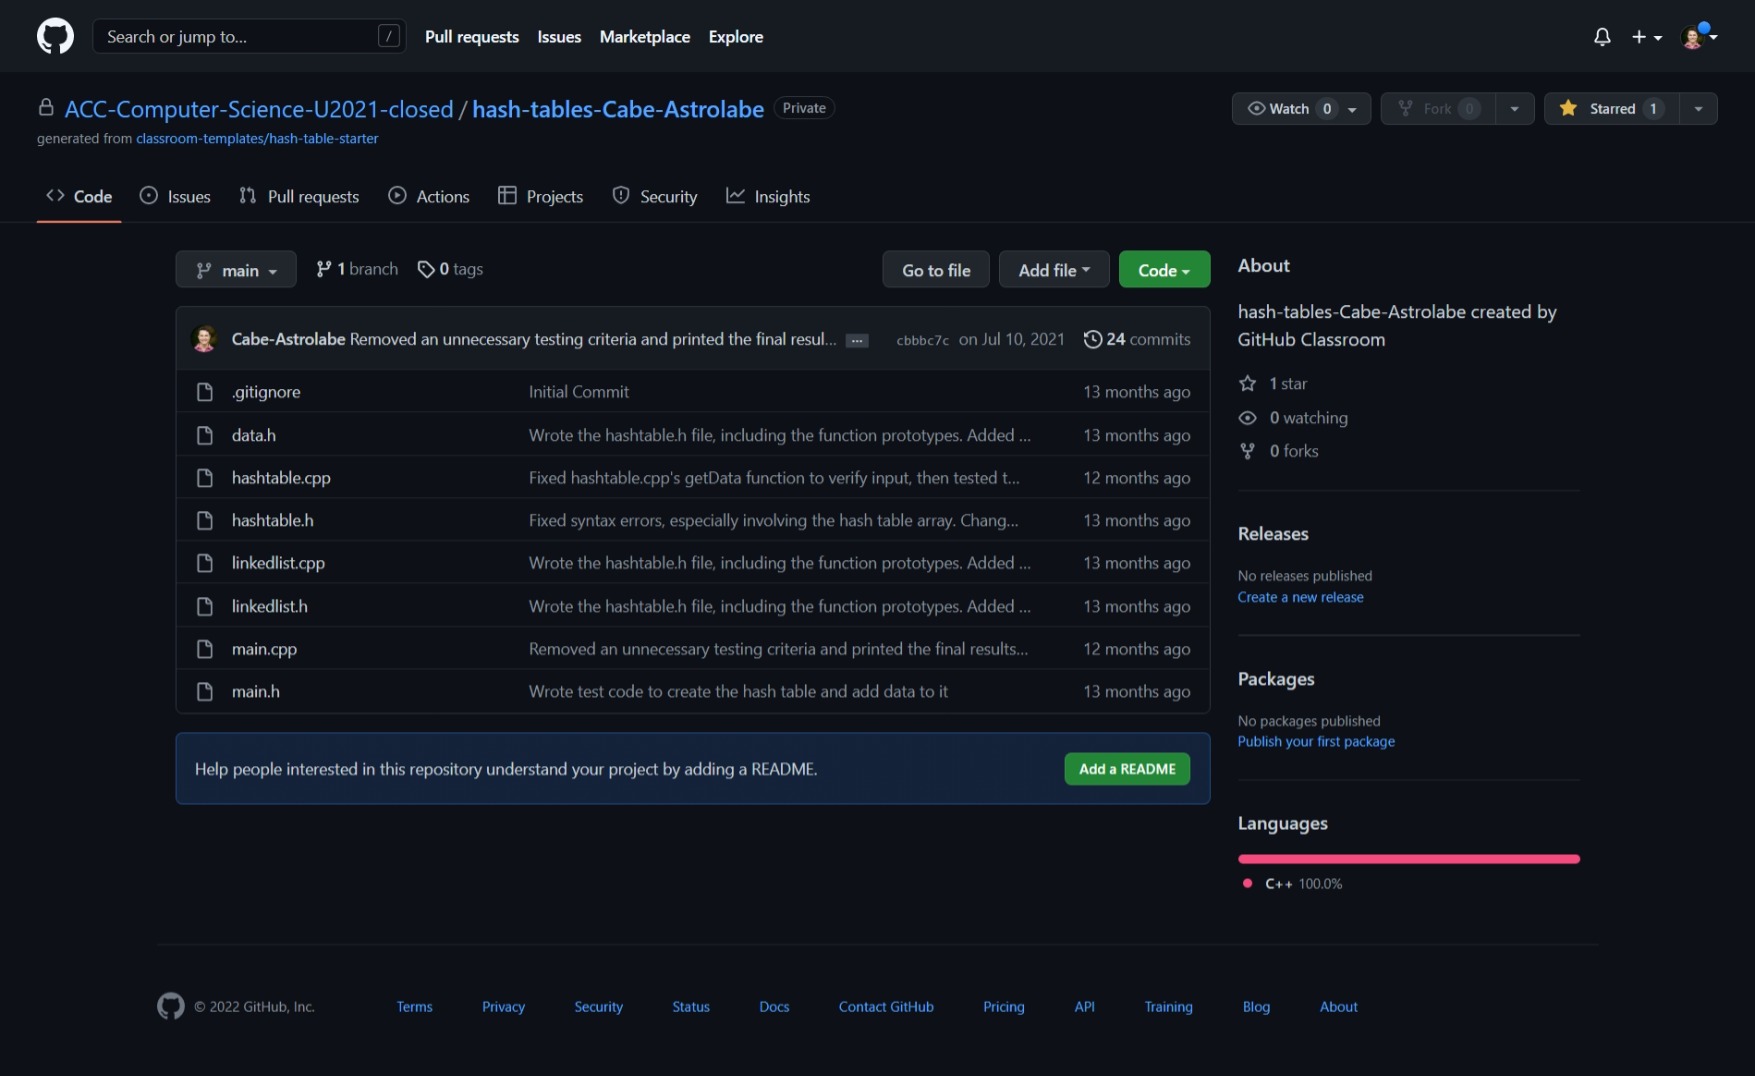 Search or jump to... /
Pull requests Issues Marketplace Explore
ACC-Computer-Science-U2021-closed / hash-tables-Cabe-Astrolabe Private
Watch 0 Fork 0 Starred 1
generated from classroom-templates/hash-table-starter
Code Issues Pull requests Actions Projects Security Insights
main 1 branch 0 tags Go to file Add file Code
Cabe-Astrolabe Removed an unnecessary testing criteria and printed the final resul... ... cbbbc7c on Jul 10, 2021 24 commits
.gitignore Initial Commit 13 months ago
data.h Wrote the hashtable.h file, including the function prototypes. Added ... 13 months ago
hashtable.cpp Fixed hashtable.cpp's getData function to verify input, then tested t... 12 months ago
hashtable.h Fixed syntax errors, especially involving the hash table array. Chang... 13 months ago
linkedlist.cpp Wrote the hashtable.h file, including the function prototypes. Added ... 13 months ago
linkedlist.h Wrote the hashtable.h file, including the function prototypes. Added ... 13 months ago
main.cpp Removed an unnecessary testing criteria and printed the final results... 12 months ago
main.h Wrote test code to create the hash table and add data to it 13 months ago
Help people interested in this repository understand your project by adding a README. Add a README
About
hash-tables-Cabe-Astrolabe created by
GitHub Classroom
1 star
0 watching
0 forks
Releases
No releases published
Create a new release
Packages
No packages published
Publish your first package
Languages
C++ 100.0%
© 2022 GitHub, Inc. Terms Privacy Security Status Docs Contact GitHub Pricing API Training Blog About